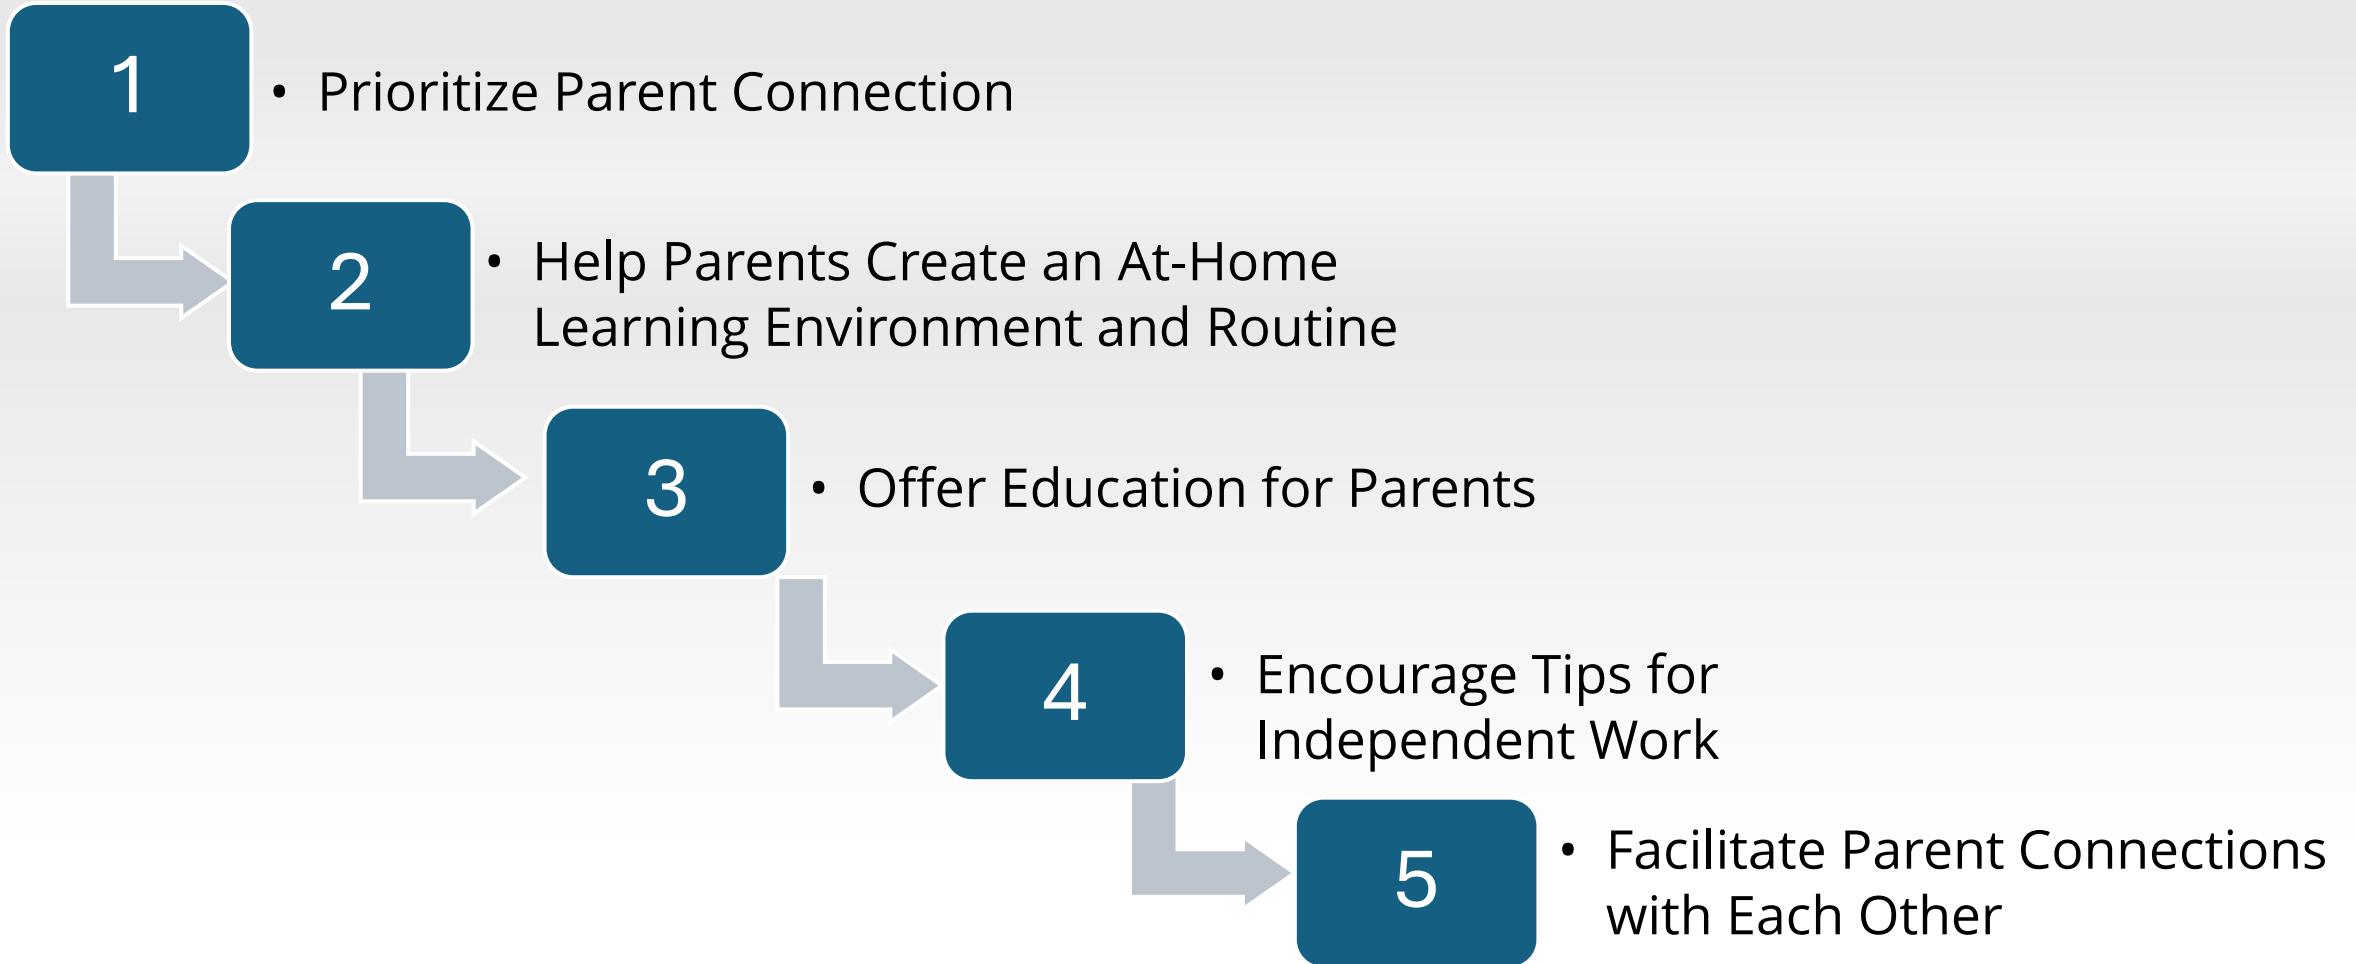 1
• Prioritize Parent Connection
2
• Help Parents Create an At-Home
Learning Environment and Routine
3
• Offer Education for Parents
4
• Encourage Tips for
Independent Work
5
• Facilitate Parent Connections
with Each Other